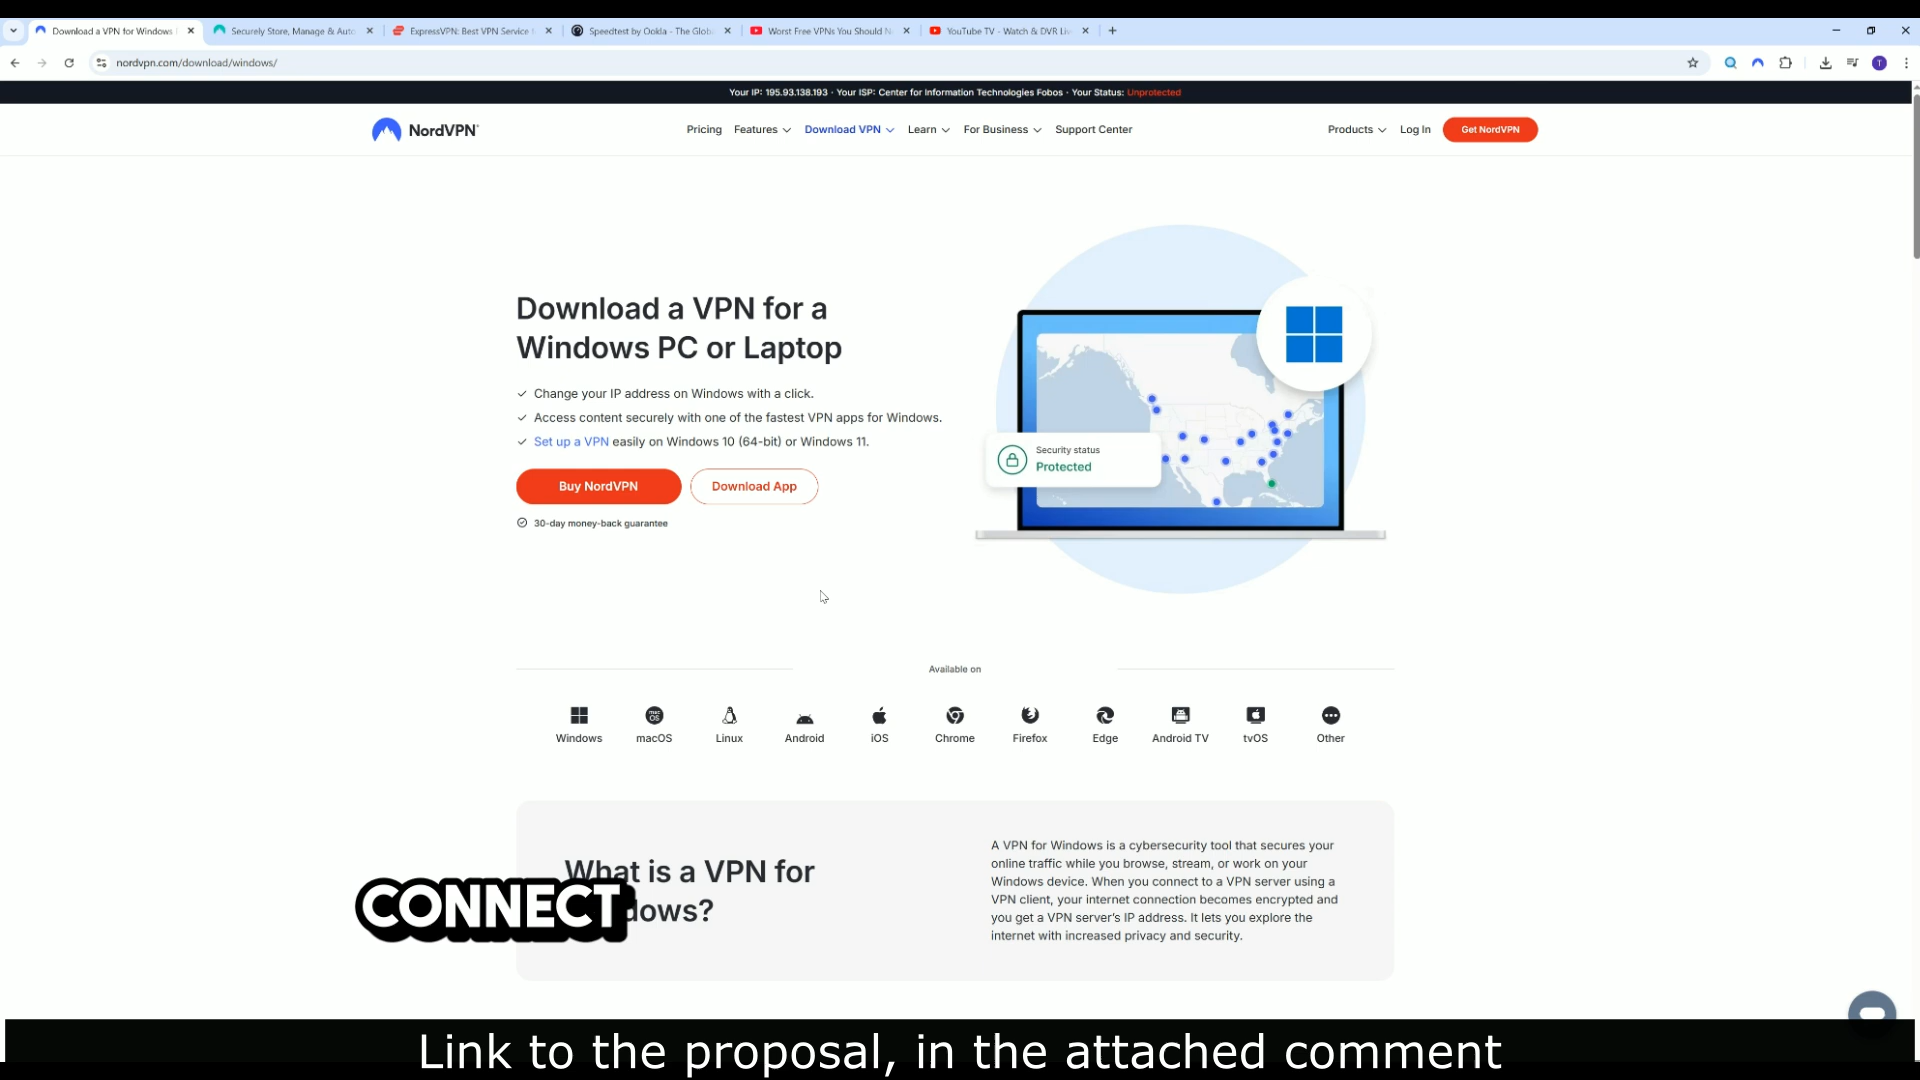 Download a VPN for Windows
Securely Store, Manage & Auto
ExpressVPN: Best VPN Service
Speedtest by Ookla - The Globa
Worst Free VPNs You Should N
YouTube TV - Watch & DVR Liv
nordvpn.com/download/windows/
T
Your IP: 195.93.138.193 · Your ISP: Center for Information Technologies Fobos · Your Status: Unprotected
NordVPN®
Pricing Features Download VPN Learn For Business Support Center Products Log In Get NordVPN
Download a VPN for a
Windows PC or Laptop
Change your IP address on Windows with a click.
Access content securely with one of the fastest VPN apps for Windows.
Set up a VPN easily on Windows 10 (64-bit) or Windows 11.
Buy NordVPN Download App
30-day money-back guarantee
Security status
Protected
Available on
mac
OS
Windows macOS Linux Android iOS Chrome Firefox Edge Android TV tvOS Other
What is a VPN for
dows?
A VPN for Windows is a cybersecurity tool that secures your
online traffic while you browse, stream, or work on your
Windows device. When you connect to a VPN server using a
VPN client, your internet connection becomes encrypted and
you get a VPN server's IP address. It lets you explore the
internet with increased privacy and security.
CONNECT
Link to the proposal, in the attached comment